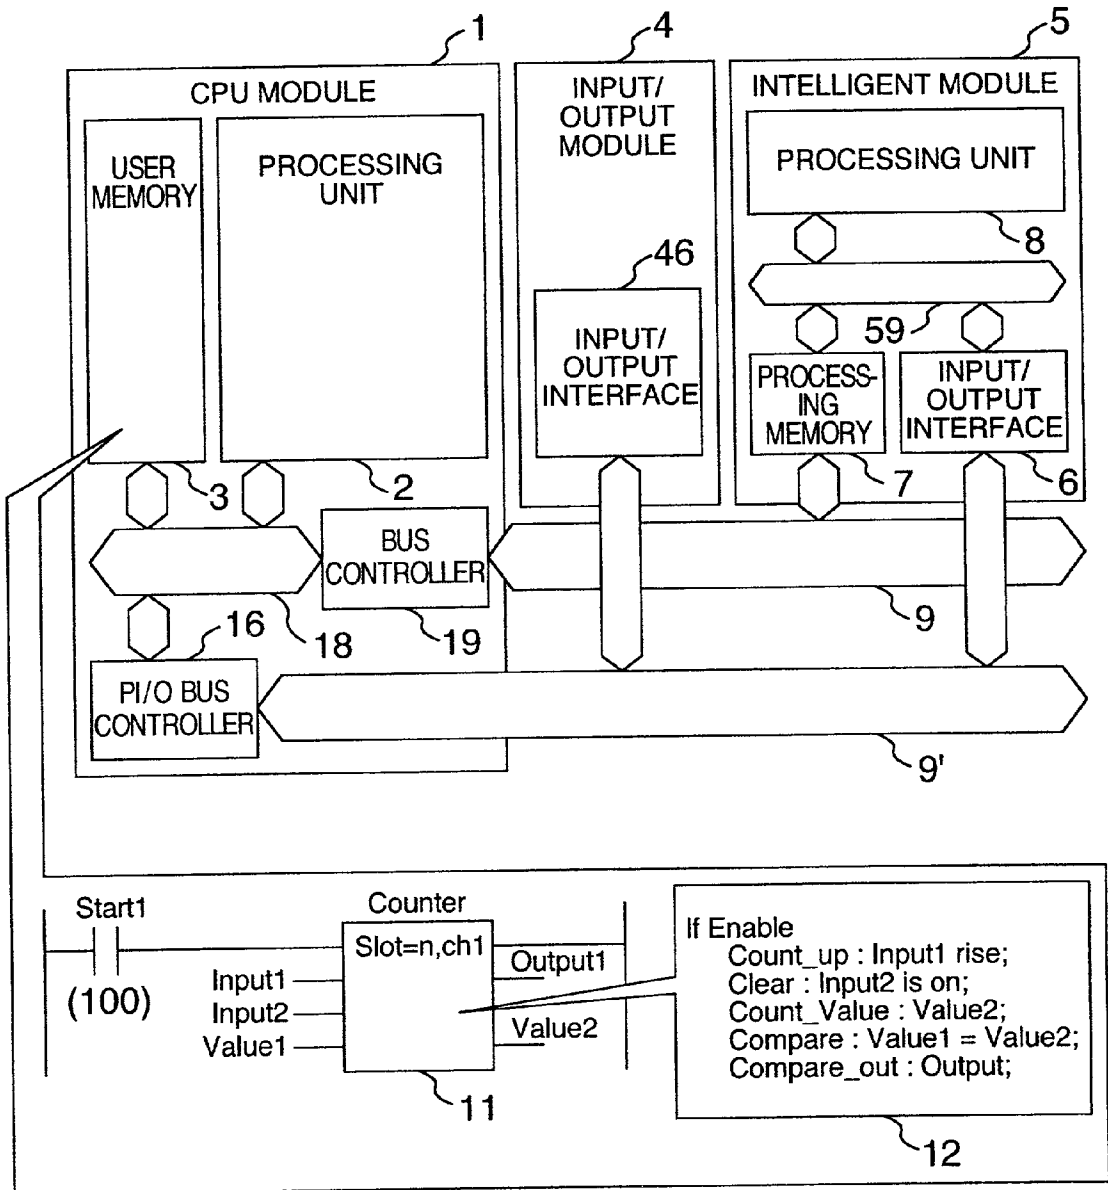 1
4
5
CPU MODULE
USER
MEMORY
PROCESSING
UNIT
INPUT/
OUTPUT
MODULE
INTELLIGENT MODULE
PROCESSING UNIT
8
46
59
INPUT/
OUTPUT
INTERFACE
PROCESS-
ING
MEMORY
INPUT/
OUTPUT
INTERFACE
3
2
7
6
BUS
CONTROLLER
16
18
19
9
PI/O BUS
CONTROLLER
9'
Start1
(100)
Counter
Slot=n,ch1
Input1
Input2
Value1
Output1
Value2
11
If Enable
Count_up : Input1 rise;
Clear : Input2 is on;
Count_Value : Value2;
Compare : Value1 = Value2;
Compare_out : Output;
12